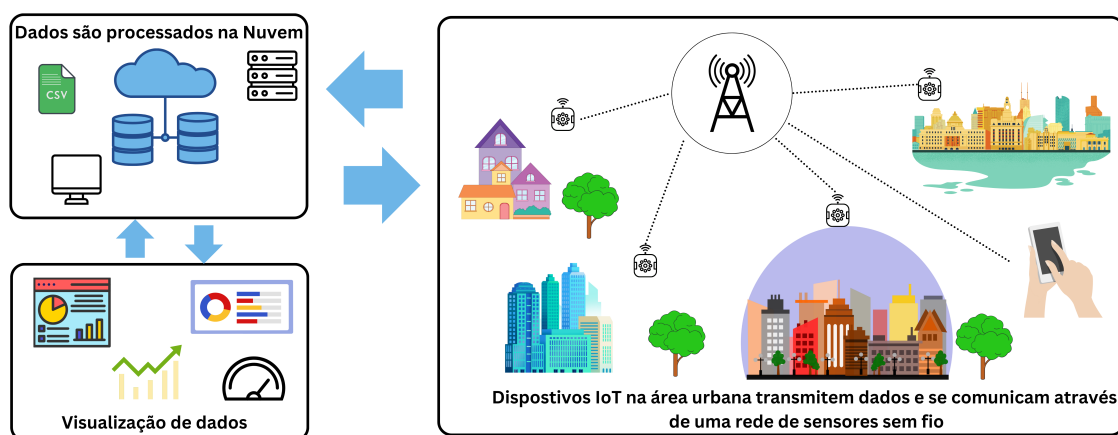 Dados são processados na Nuvem
CSV
Visualização de dados
Dispostivos IoT na área urbana transmitem dados e se comunicam através
de uma rede de sensores sem fio